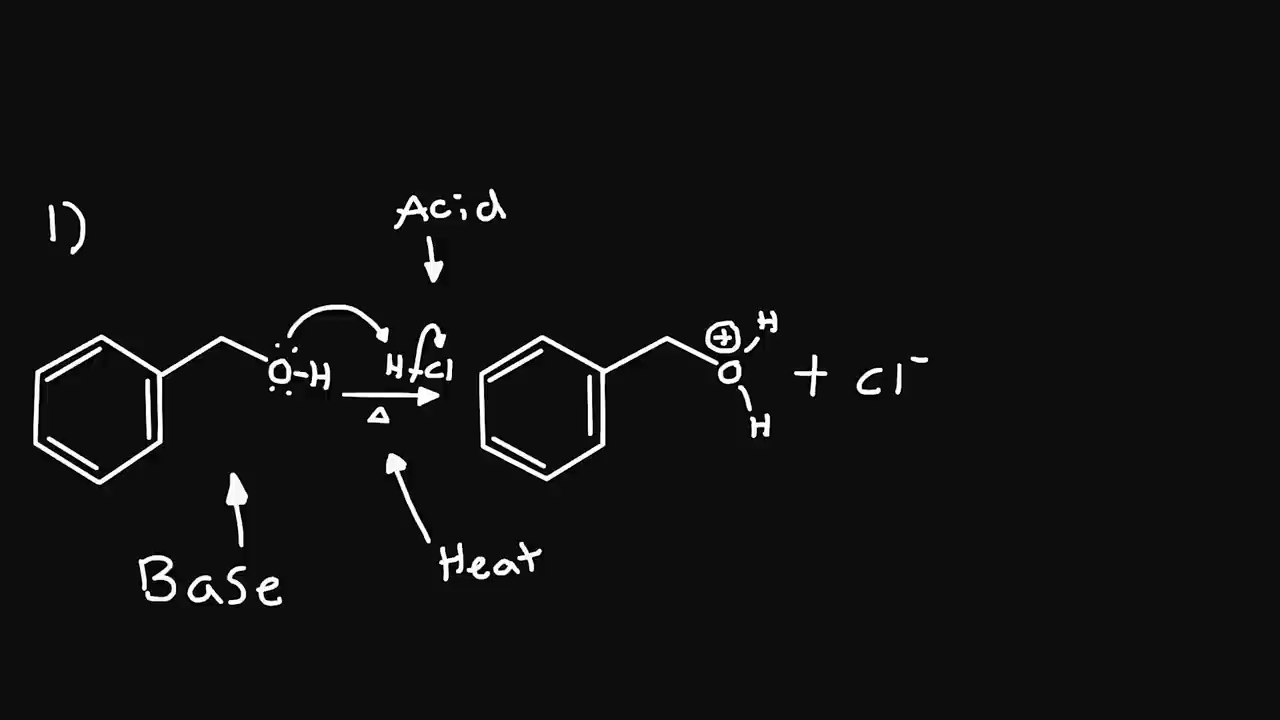 1)
Acid
O-H H-Cl O ⊕ H H + Cl⁻
Δ
Base
Heat